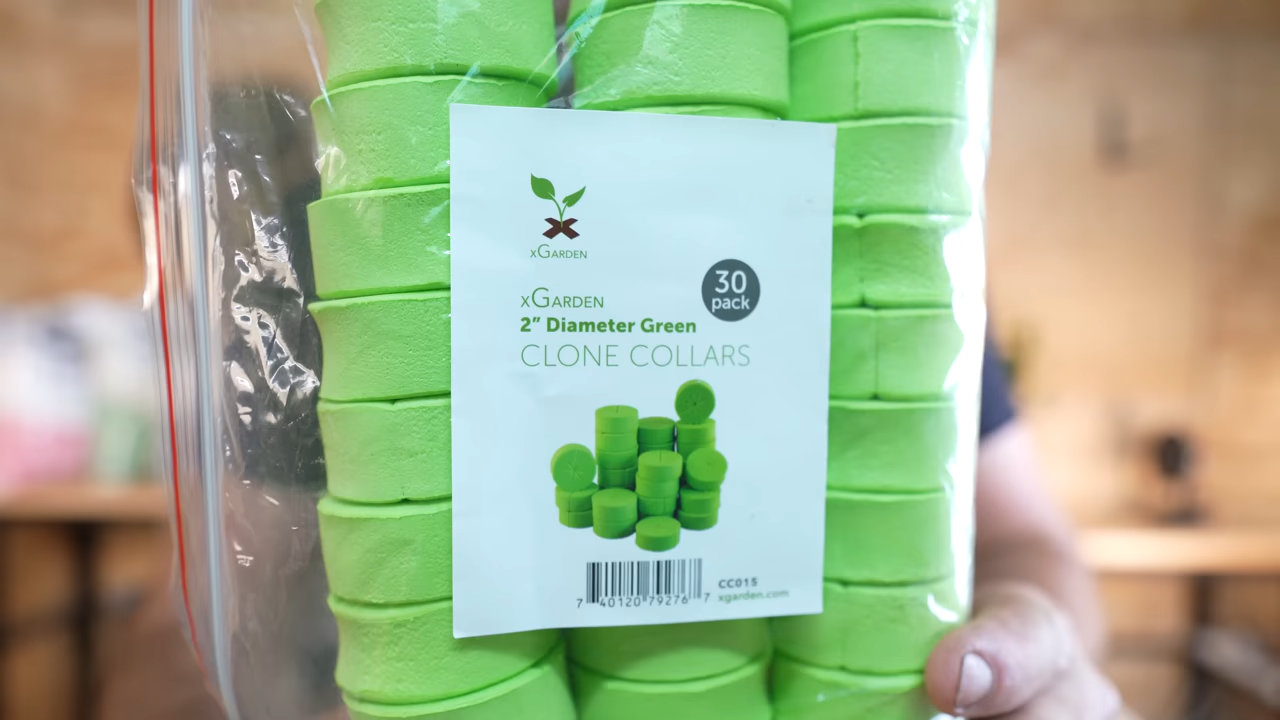 xGARDEN
30
pack
xGARDEN
2” Diameter Green
CLONE COLLARS
7 40120 79276 7
CC015
xgarden.com